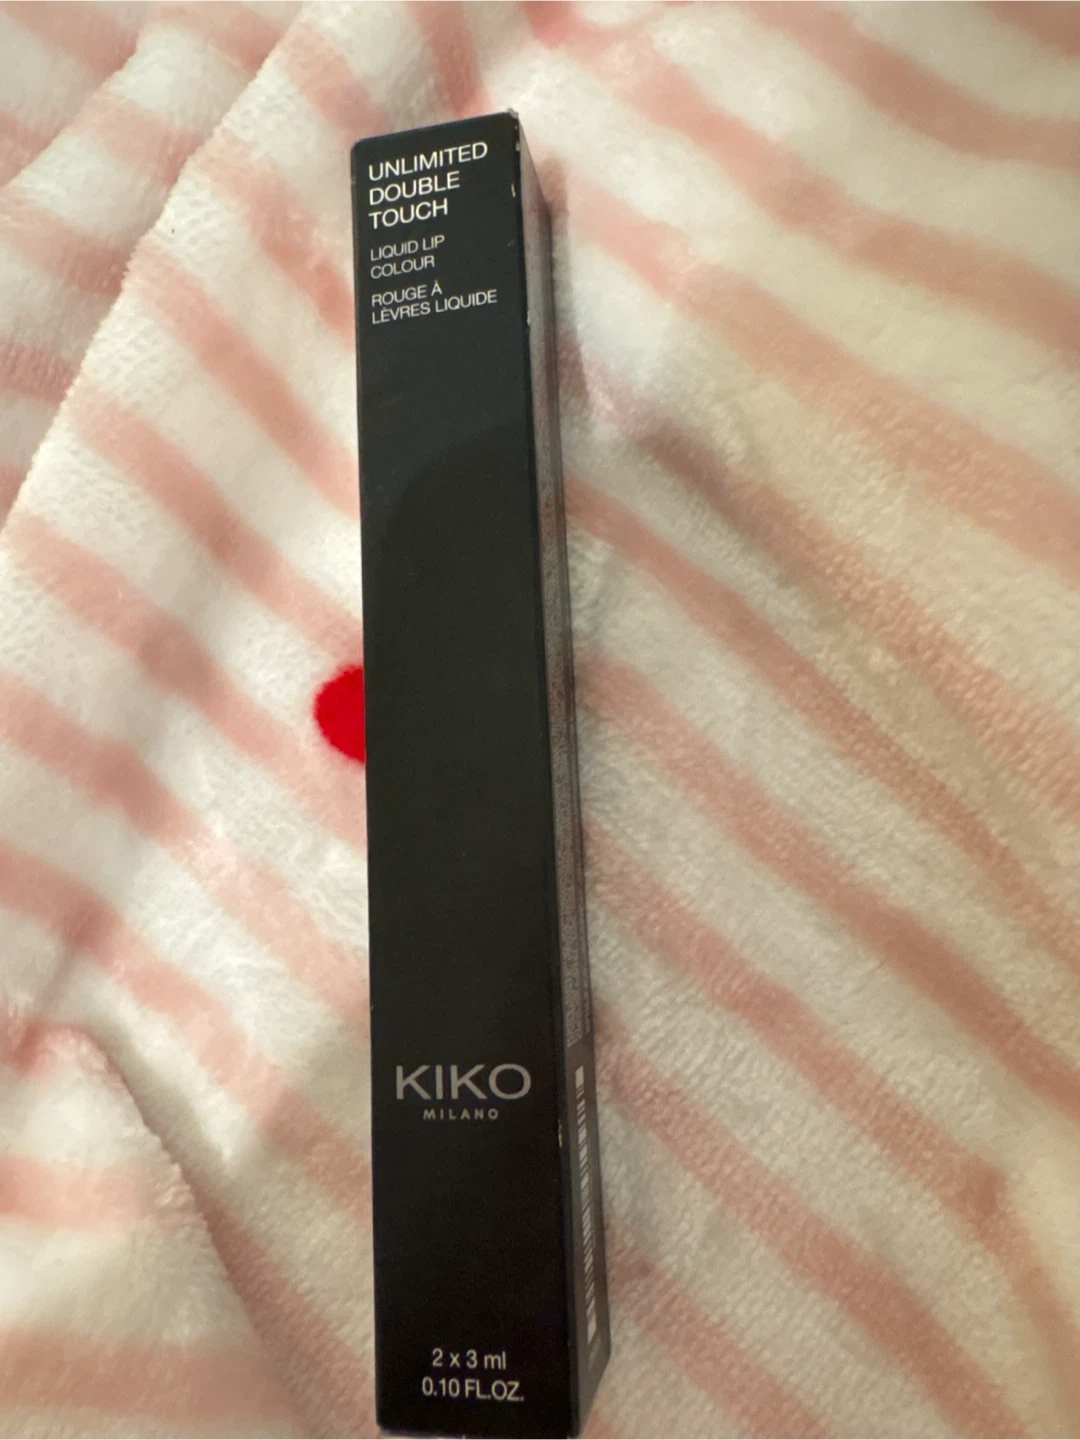 UNLIMITED
DOUBLE
TOUCH
LIQUID LIP
COLOUR
ROUGE À
LÈVRES LIQUIDE
KIKO
MILANO
2 x 3 ml
0.10 FL.OZ.